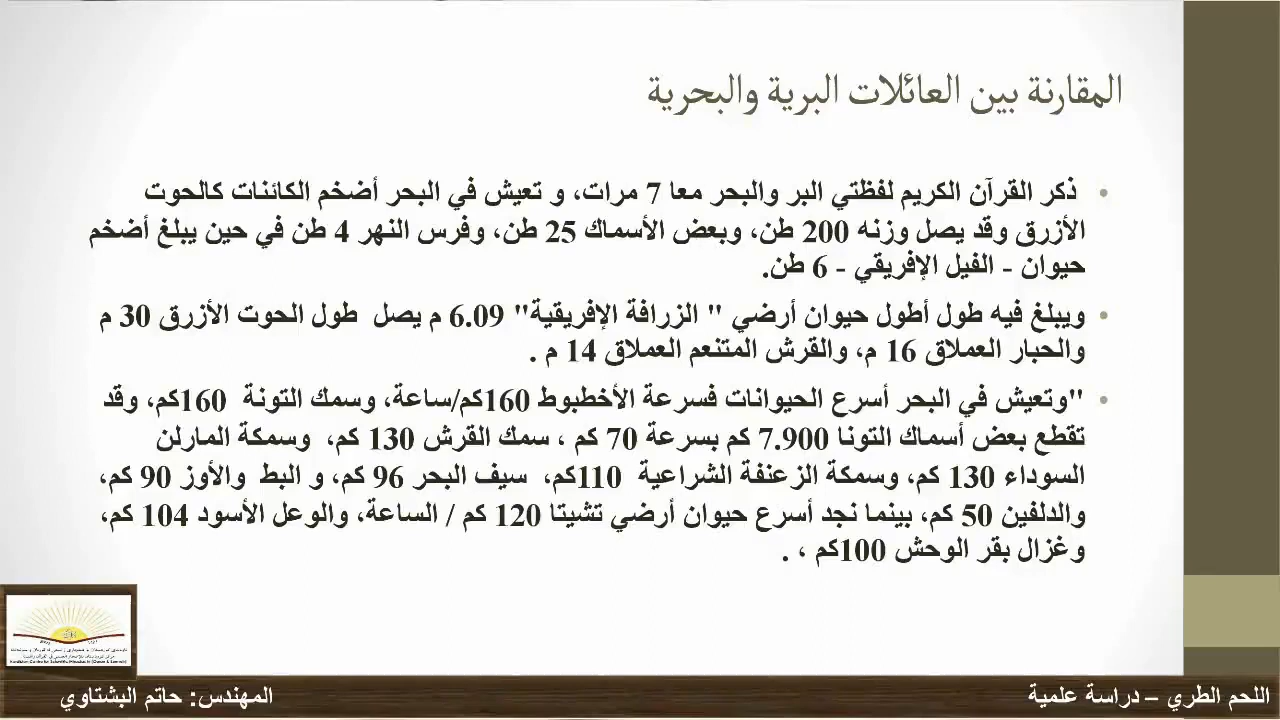 المقارنة بين العائلات البرية والبحرية
• ذكر القرآن الكريم لفظتي البر والبحر معا 7 مرات، و تعيش في البحر أضخم الكائنات كالحوت
الأزرق وقد يصل وزنه 200 طن، وبعض الأسماك 25 طن، وفرس النهر 4 طن في حين يبلغ أضخم
حيوان - الفيل الإفريقي - 6 طن.
• ويبلغ فيه طول أطول حيوان أرضي " الزرافة الإفريقية" 6.09 م يصل طول الحوت الأزرق 30 م
والحبار العملاق 16 م، والقرش المتنعم العملاق 14 م .
• "وتعيش في البحر أسرع الحيوانات فسرعة الأخطبوط 160كم/ساعة، وسمك التونة 160كم، وقد
تقطع بعض أسماك التونا 7.900 كم بسرعة 70 كم ، سمك القرش 130 كم، وسمكة المارلن
السوداء 130 كم، وسمكة الزعنفة الشراعية 110كم، سيف البحر 96 كم، و البط والأوز 90 كم،
والدلفين 50 كم، بينما نجد أسرع حيوان أرضي تشيتا 120 كم / الساعة، والوعل الأسود 104 كم،
وغزال بقر الوحش 100كم ، .
اللحم الطري – دراسة علمية
المهندس: حاتم البشتاوي